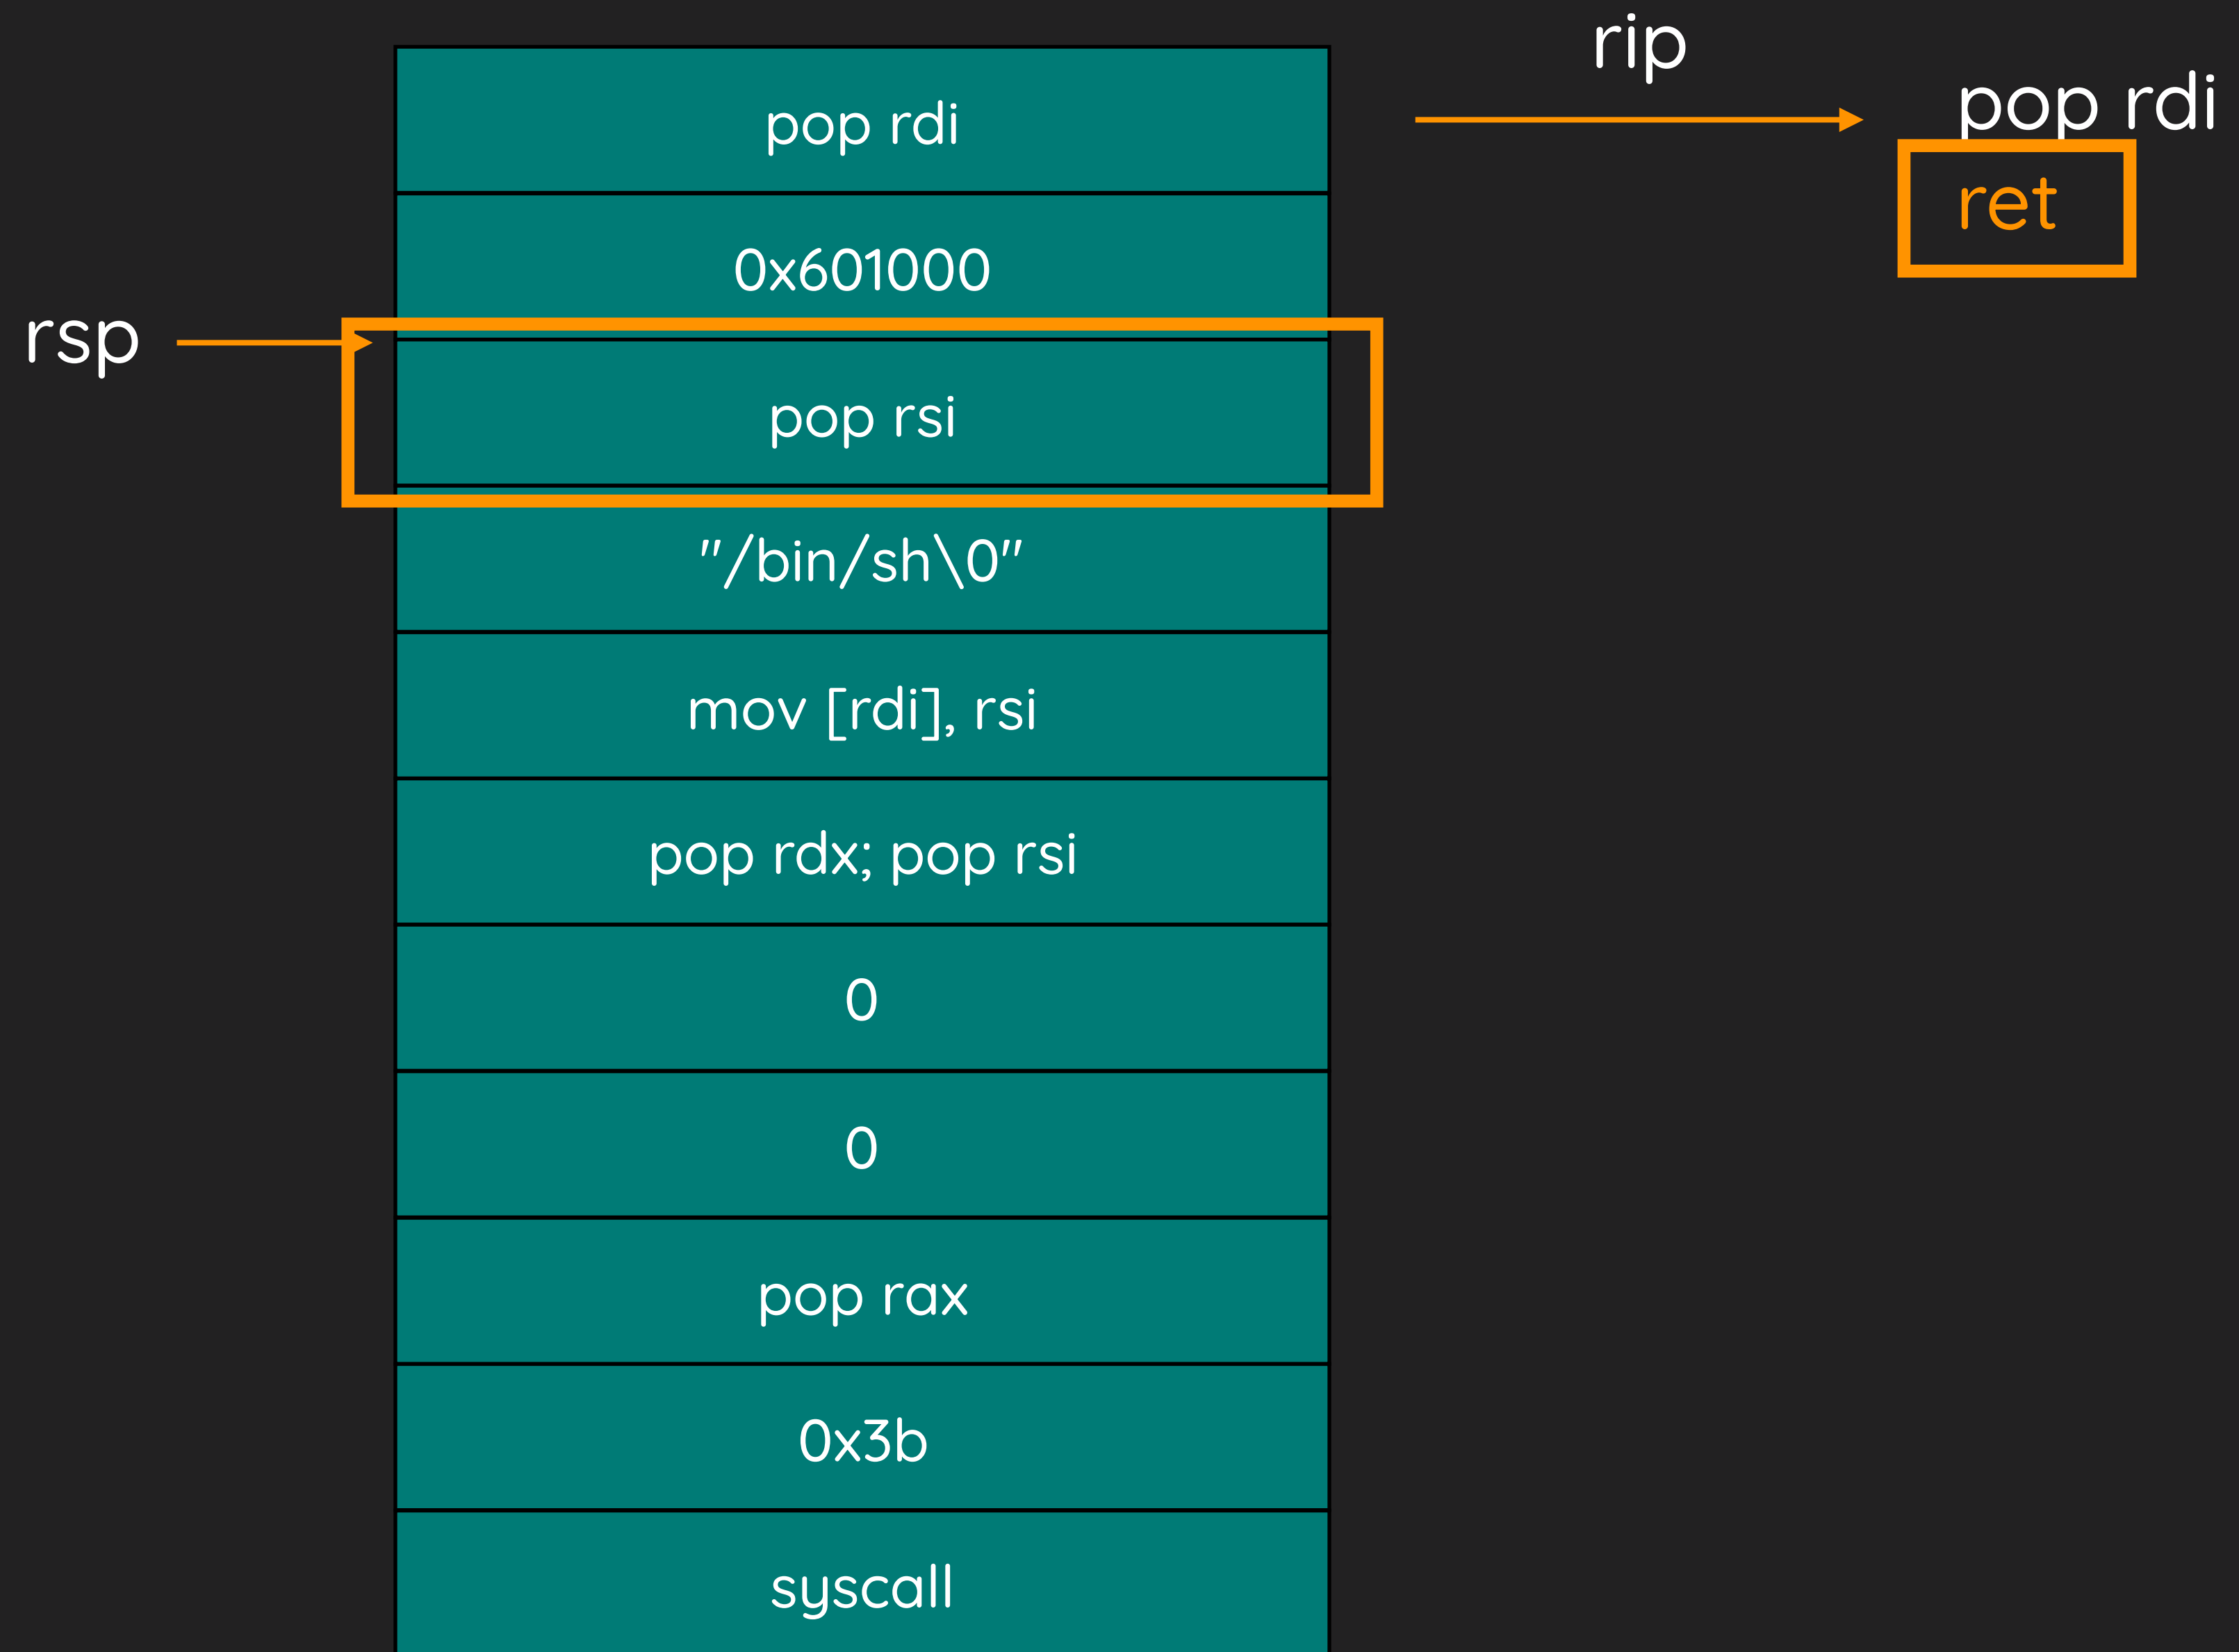 rip
pop rdi
ret
rsp
pop rdi
0x601000
pop rsi
"//bin/sh\0"
mov [rdi], rsi
pop rdx; pop rsi
0
0
pop rax
0x3b
syscall